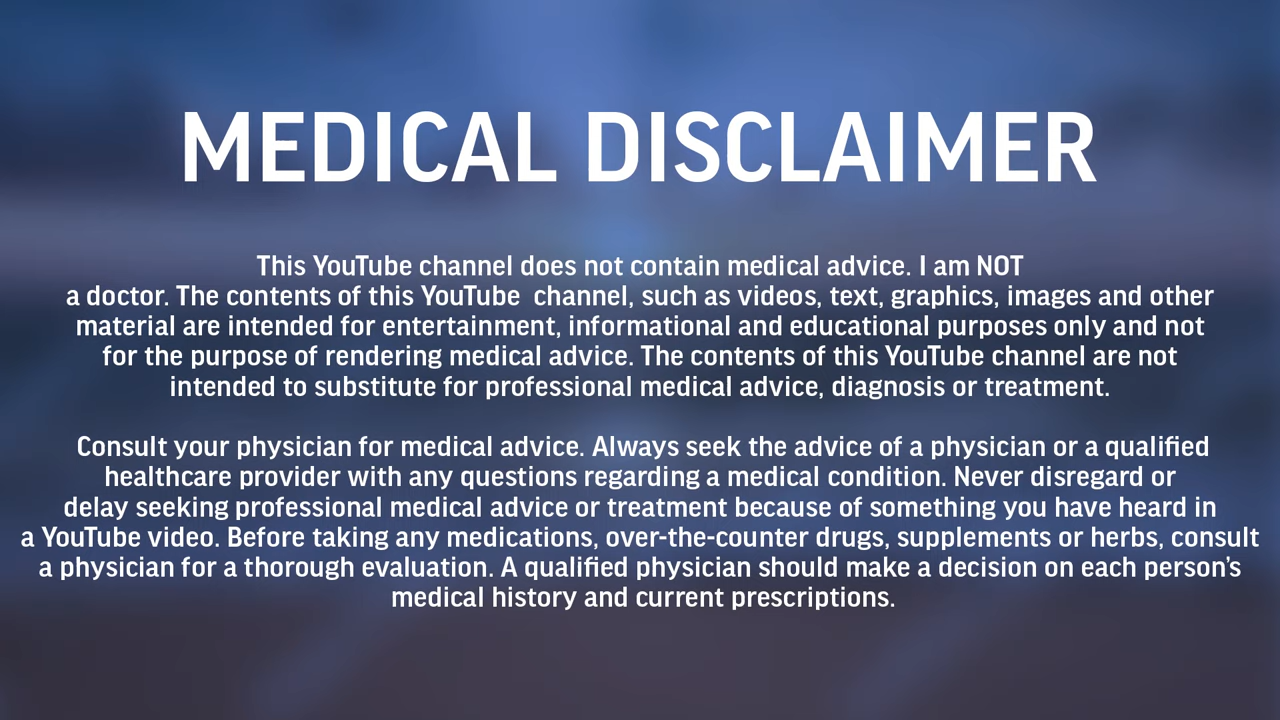 MEDICAL DISCLAIMER
This YouTube channel does not contain medical advice. I am NOT
a doctor. The contents of this YouTube  channel, such as videos, text, graphics, images and other
material are intended for entertainment, informational and educational purposes only and not
for the purpose of rendering medical advice. The contents of this YouTube channel are not
intended to substitute for professional medical advice, diagnosis or treatment.
Consult your physician for medical advice. Always seek the advice of a physician or a qualified
healthcare provider with any questions regarding a medical condition. Never disregard or
delay seeking professional medical advice or treatment because of something you have heard in
a YouTube video. Before taking any medications, over-the-counter drugs, supplements or herbs, consult
a physician for a thorough evaluation. A qualified physician should make a decision on each person’s
medical history and current prescriptions.